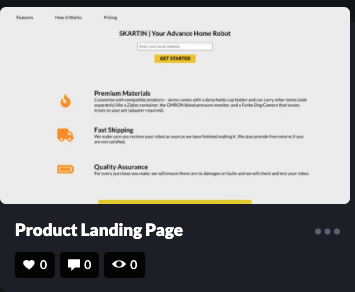 Features How It Works Pricing
SKARTIN | Your Advance Home Robot
Enter your email address
GET STARTED
Premium Materials
Customize with compatible products - Astro comes with a detachable cup holder and can carry other items (sold
separately) like a Ziploc container, the OMRON blood pressure monitor, and a Furbo Dog Camera that tosses
treats to your pet (adapter required).
Fast Shipping
We make sure you recieve your robot as soon as we have finished making it. We also provide free returns if you
are not satisfied.
Quality Assurance
For every purchase you make, we will ensure there are no damages or faults and we will check and test your robot.
Product Landing Page
0 0 0